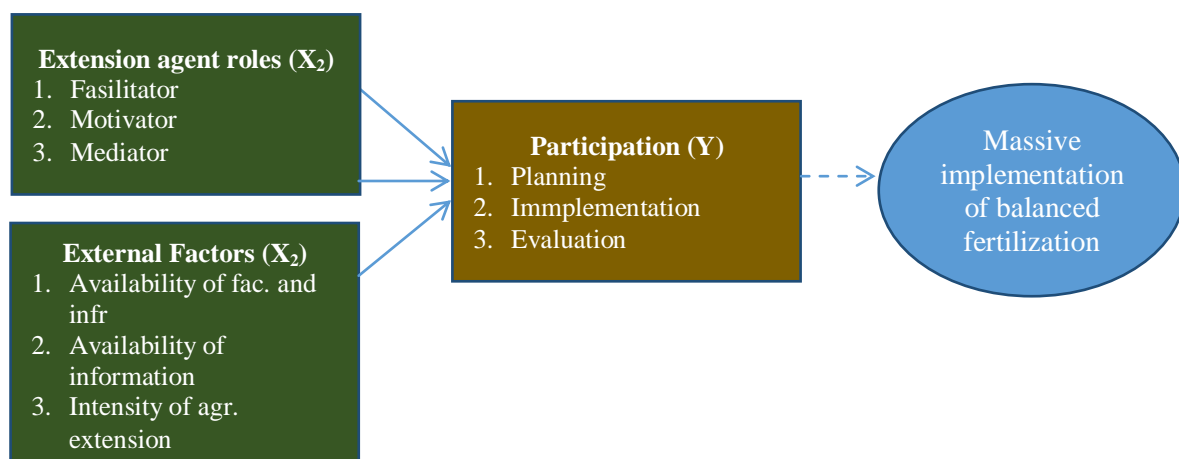 Extension agent roles (X₂)
1. Fasilitator
2. Motivator
3. Mediator
External Factors (X₂)
1. Availability of fac. and
infr
2. Availability of
information
3. Intensity of agr.
extension
Participation (Y)
1. Planning
2. Immplementation
3. Evaluation
Massive
implementation
of balanced
fertilization